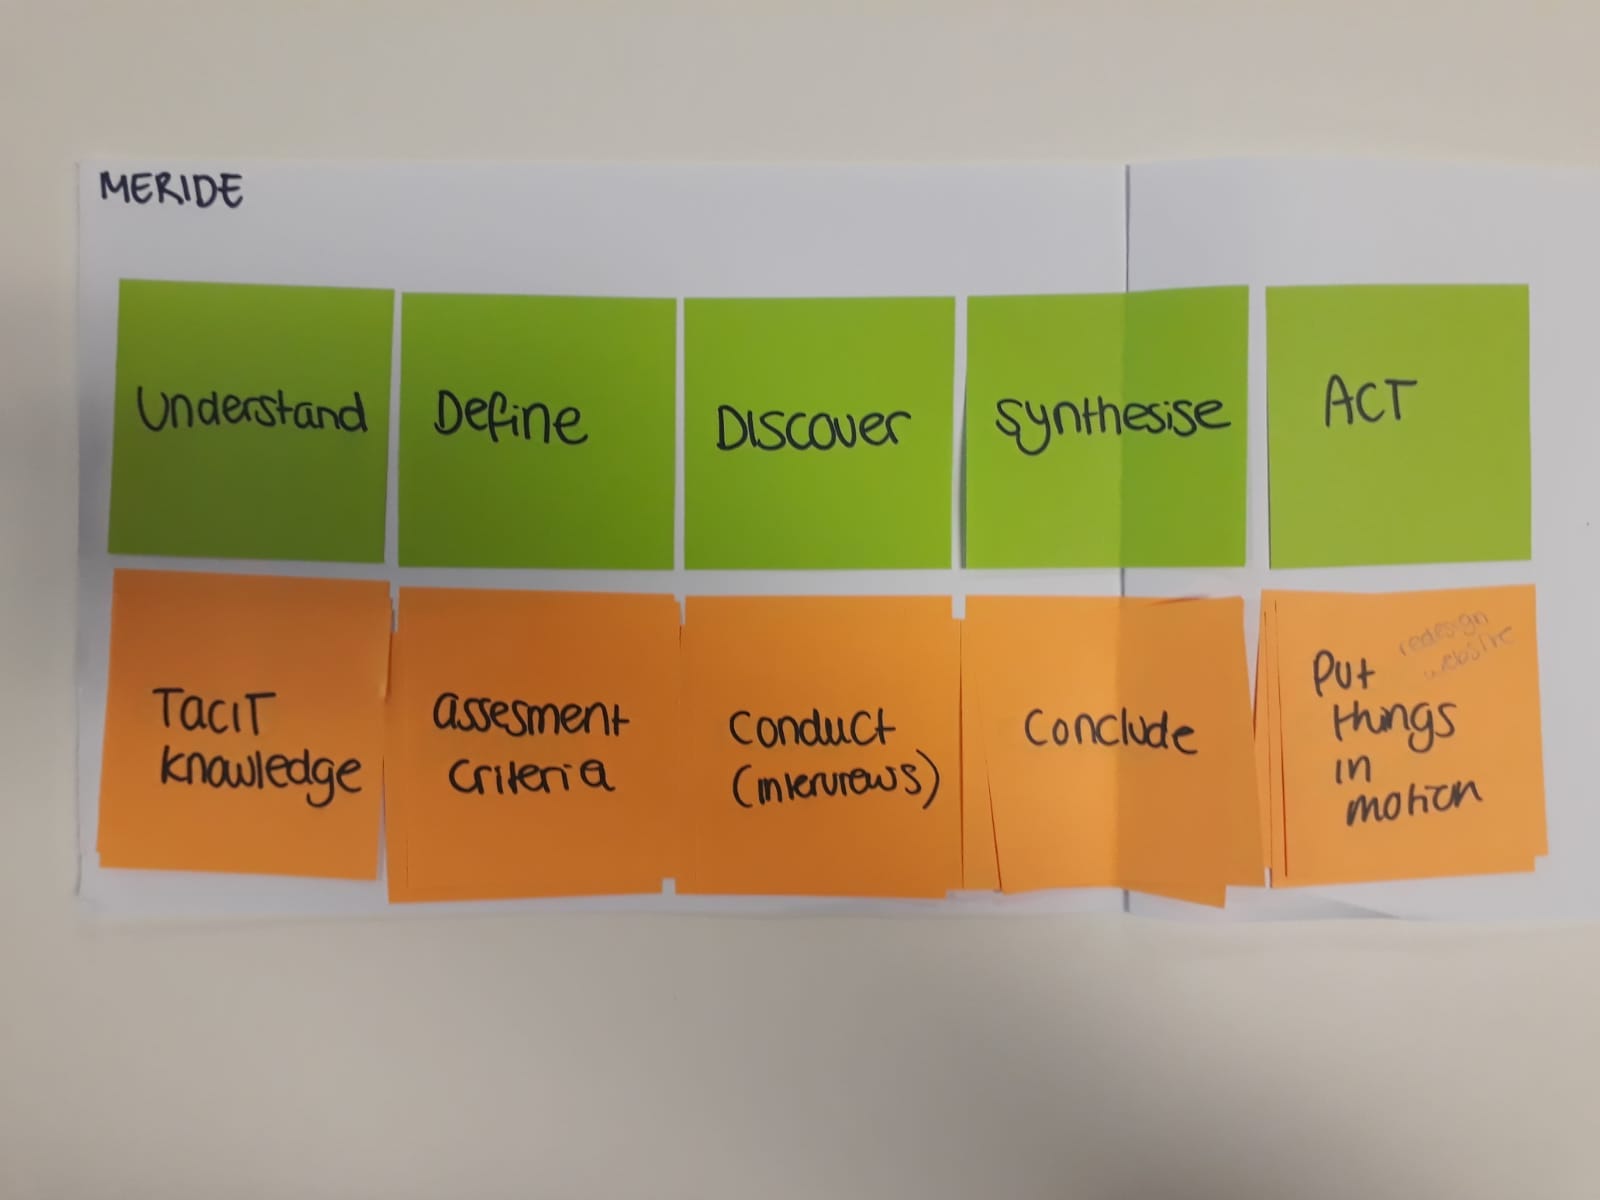 MERIDE
Understand
Define
DISCOVER
synthesise
ACT
TACIT
knowledge
assesment
criteria
conduct
(interviews)
Conclude
Put
things
in
motion
redesign
website